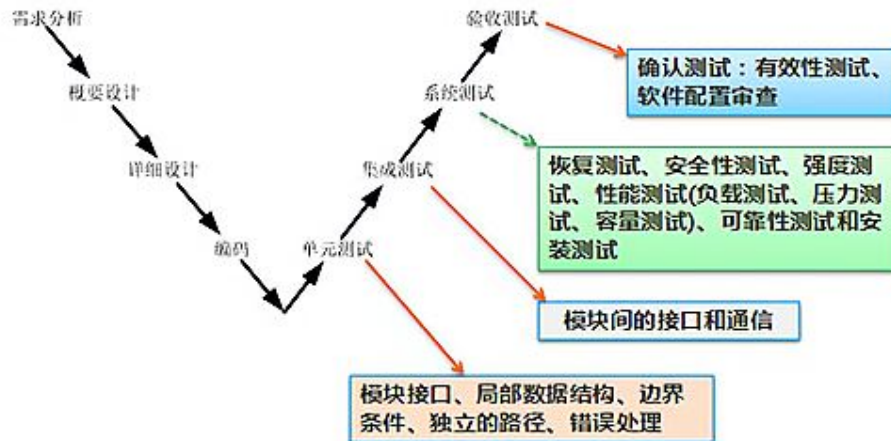 需求分析
验收测试
确认测试：有效性测试、
软件配置审查
概要设计
系统测试
恢复测试、安全性测试、强度测
试、性能测试(负载测试、压力测
试、容量测试)、可靠性测试和安
装测试
详细设计
集成测试
编码
单元测试
模块间的接口和通信
模块接口、局部数据结构、边界
条件、独立的路径、错误处理